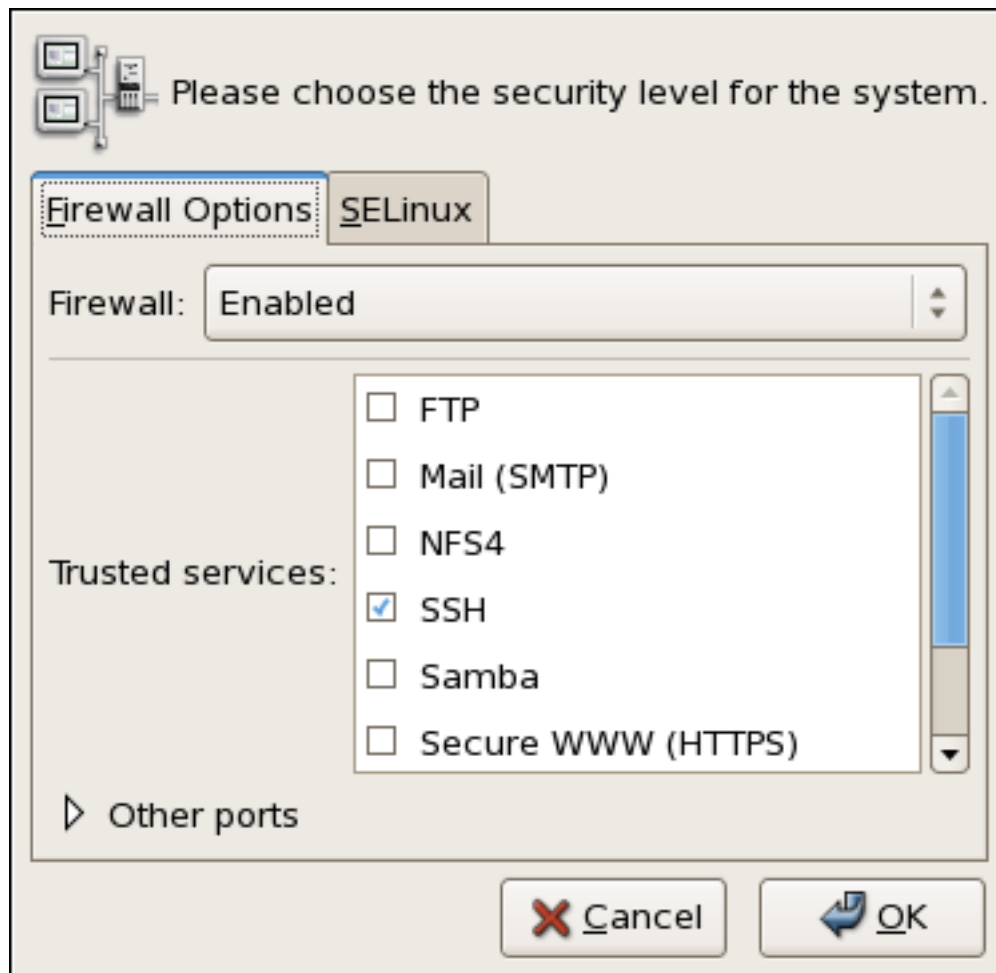 Please choose the security level for the system.
Firewall Options SELinux
Firewall: Enabled
FTP
Mail (SMTP)
NFS4
Trusted services:
SSH
Samba
Secure WWW (HTTPS)
Other ports
Cancel OK